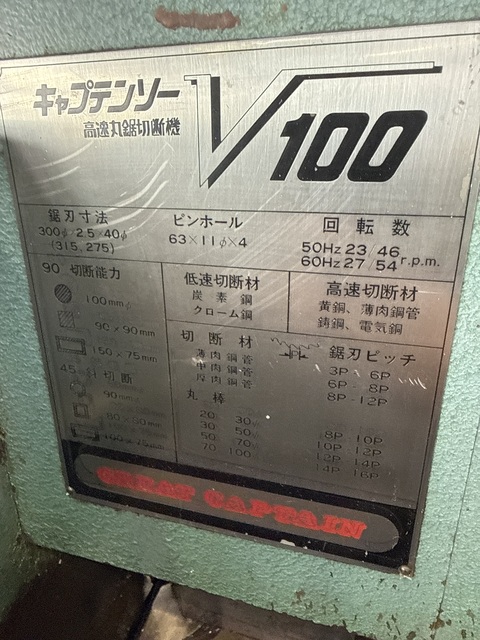 キャプテンソー
高速丸鋸切断機
V100
鋸刃寸法
300φ×2.5×40φ
(315,275)
ピンホール
63×11φ×4
回転数
50Hz 23/46
60Hz 27/54 r.p.m.
90 切断能力
100mmφ
90×90mm
150×75mm
45 斜切断
90mm
80×80mm
低速切断材
炭素鋼
クローム鋼
高速切断材
黄銅、薄肉鋼管
鋳鋼、電気銅
切断材
鋸刃ピッチ
薄肉鋼管 3P 6P
中肉鋼管 6P-8P
厚肉鋼管 8P-12P
丸棒
20 30φ 8P-10P
30 50φ 10P 12P
50 70φ 12P 14P
70 100 14P 16P
GREAT CAPTAIN